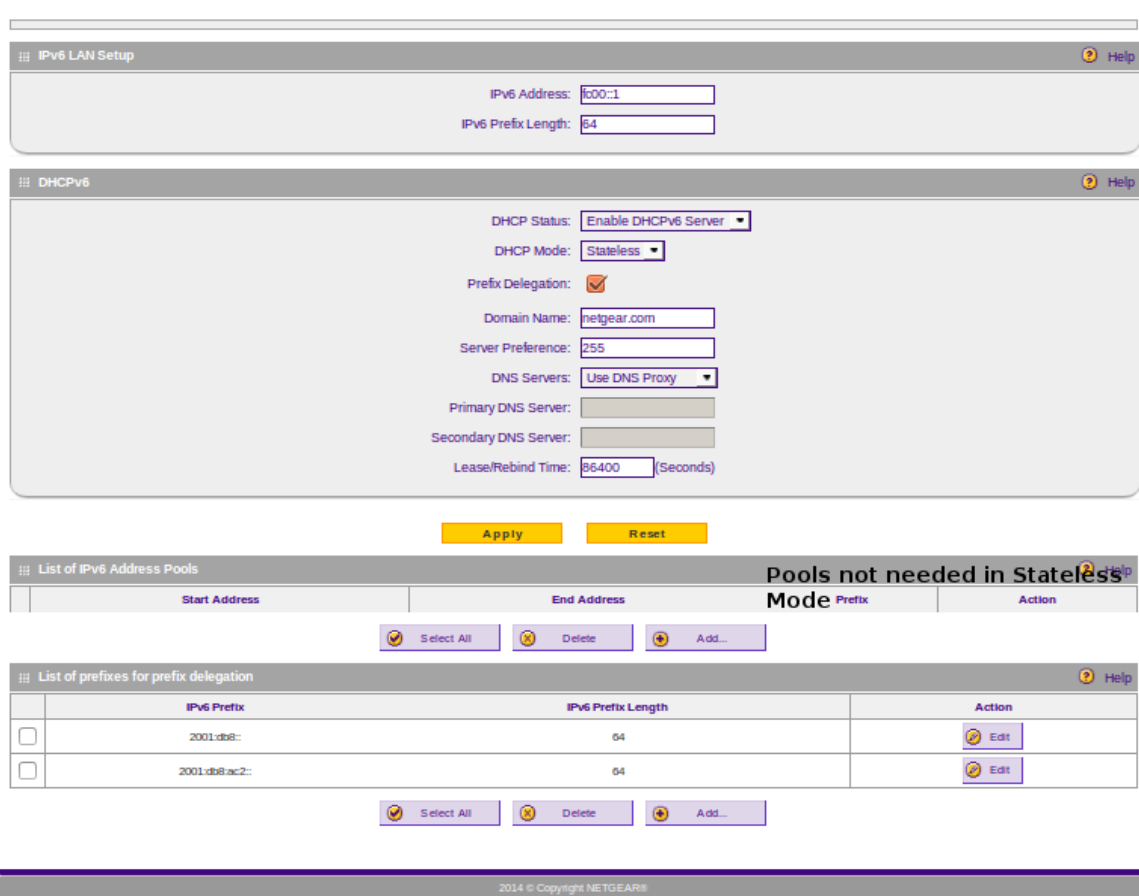 IPv6 LAN Setup Help
IPv6 Address: fc00::1
IPv6 Prefix Length: 64
DHCPv6 Help
DHCP Status: Enable DHCPv6 Server
DHCP Mode: Stateless
Prefix Delegation:
Domain Name: netgear.com
Server Preference: 255
DNS Servers: Use DNS Proxy
Primary DNS Server:
Secondary DNS Server:
Lease/Rebind Time: 86400 (Seconds)
Apply Reset
List of IPv6 Address Pools Help
Pools not needed in Stateless
Mode
Start Address End Address Prefix Action
Select All Delete Add...
List of prefixes for prefix delegation Help
IPv6 Prefix IPv6 Prefix Length Action
2001:db8:: 64 Edit
2001:db8:ac2:: 64 Edit
Select All Delete Add...
2014 © Copyright NETGEAR®